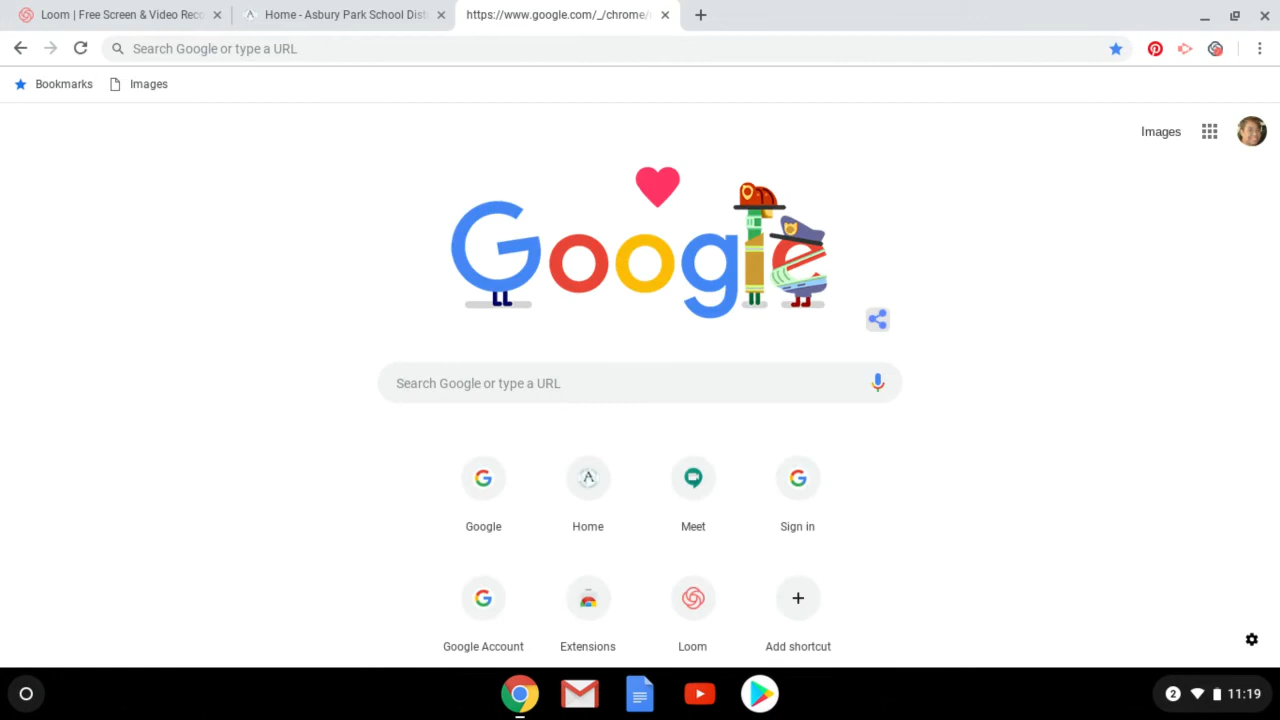 Loom | Free Screen & Video Reco
Home - Asbury Park School Dist
https://www.google.com/_/chrome/
Search Google or type a URL
Bookmarks
Images
Images
Google
Search Google or type a URL
Google
Home
Meet
Sign in
Google Account
Extensions
Loom
Add shortcut
2
11:19